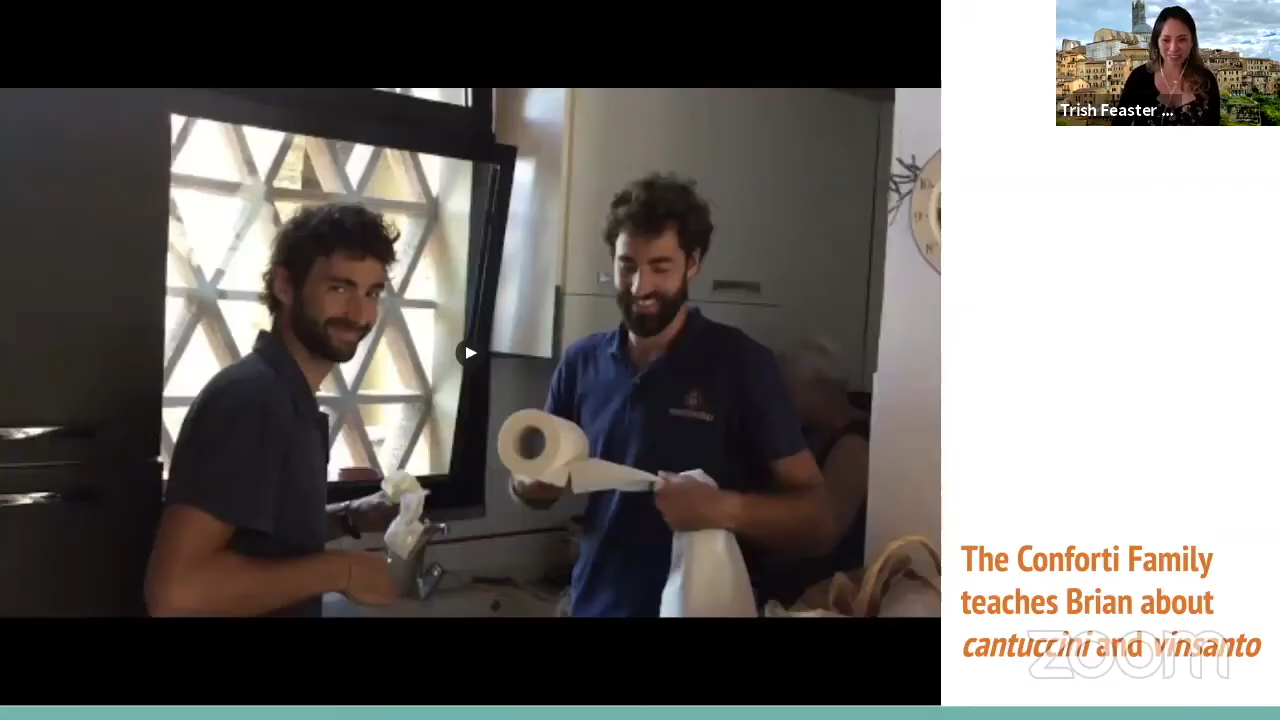 Trish Feaster ...
The Conforti Family
teaches Brian about
cantuccini and vinsanto
zoom